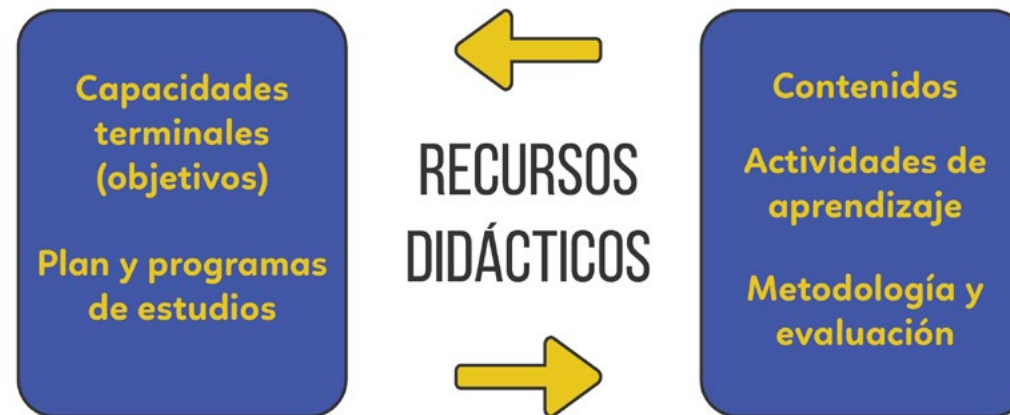 Capacidades
terminales
(objetivos)
Plan y programas
de estudios
RECURSOS
DIDÁCTICOS
Contenidos
Actividades de
aprendizaje
Metodología y
evaluación